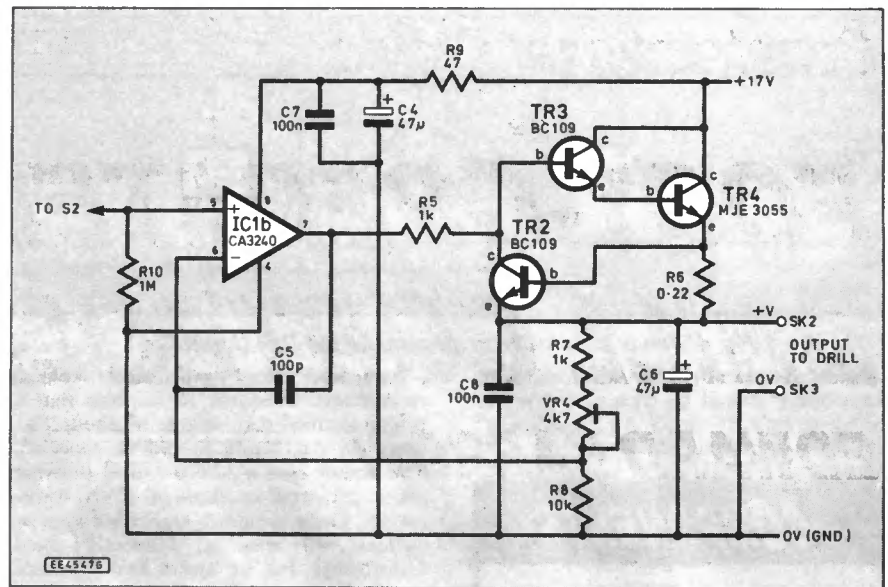 R9
47
+17V
C7
100n
+
C4
47µ
TR3
BC109
c
b
e
c
b
TR4
MJE 3055
e
TO S2
5
+
8
IC1b
CA3240
7
6
−
4
R5
1k
TR2
BC109
c
b
e
R6
0·22
R10
1M
+V
SK2
C5
100p
C8
100n
R7
1k
VR4
4k7
+
C6
47µ
OUTPUT
TO DRILL
0V
SK3
R8
10k
0V (GND)
EE4547G